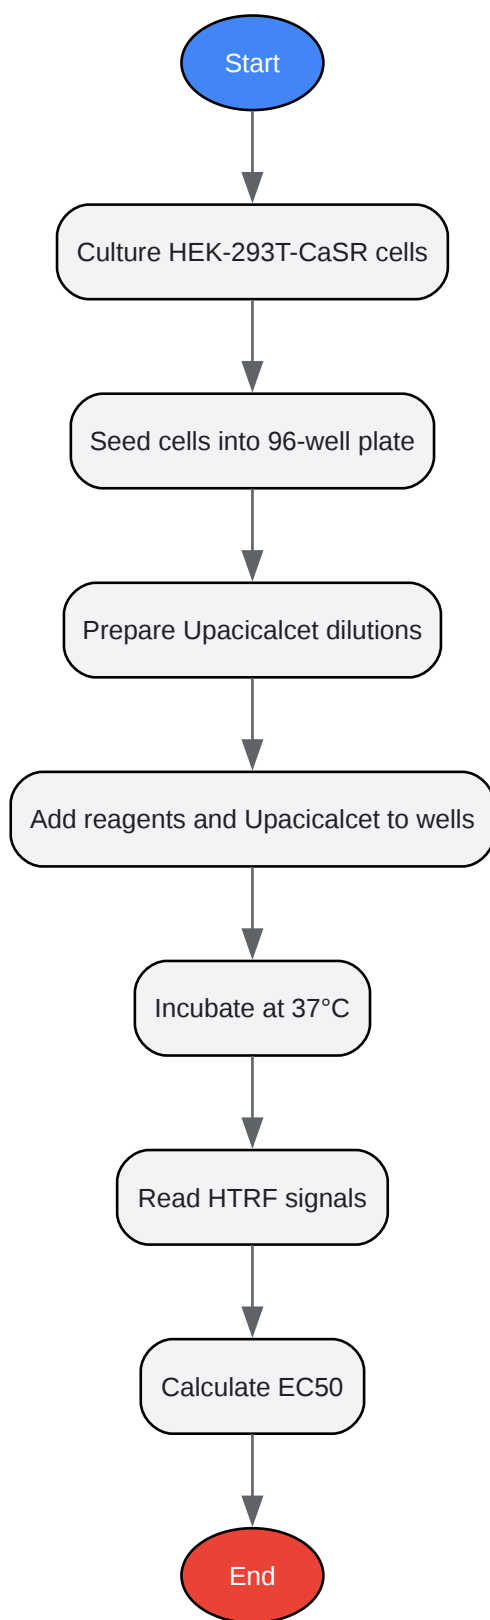 Start
Culture HEK-293T-CaSR cells
Seed cells into 96-well plate
Prepare Upacicalcet dilutions
Add reagents and Upacicalcet to wells
Incubate at 37°C
Read HTRF signals
Calculate EC50
End